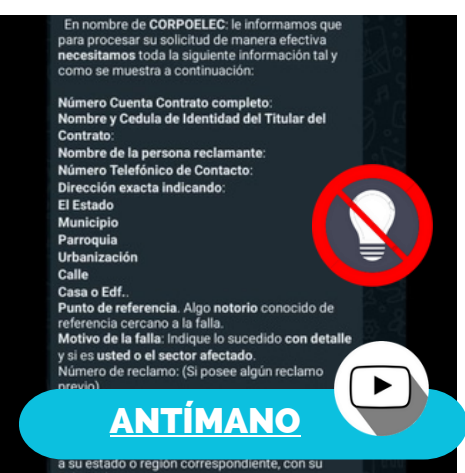 En nombre de CORPOELEC: le informamos que
para procesar su solicitud de manera efectiva
necesitamos toda la siguiente información tal y
como se muestra a continuación:
Número Cuenta Contrato completo:
Nombre y Cedula de Identidad del Titular del
Contrato:
Nombre de la persona reclamante:
Número Telefónico de Contacto:
Dirección exacta indicando:
El Estado
Municipio
Parroquia
Urbanización
Calle
Casa o Edf..
Punto de referencia. Algo notorio conocido de
referencia cercano a la falla.
Motivo de la falla: Indique lo sucedido con detalle
y si es usted o el sector afectado.
Número de reclamo: (Si posee algún reclamo
previo)
ANTÍMANO
a su estado o región correspondiente, con su